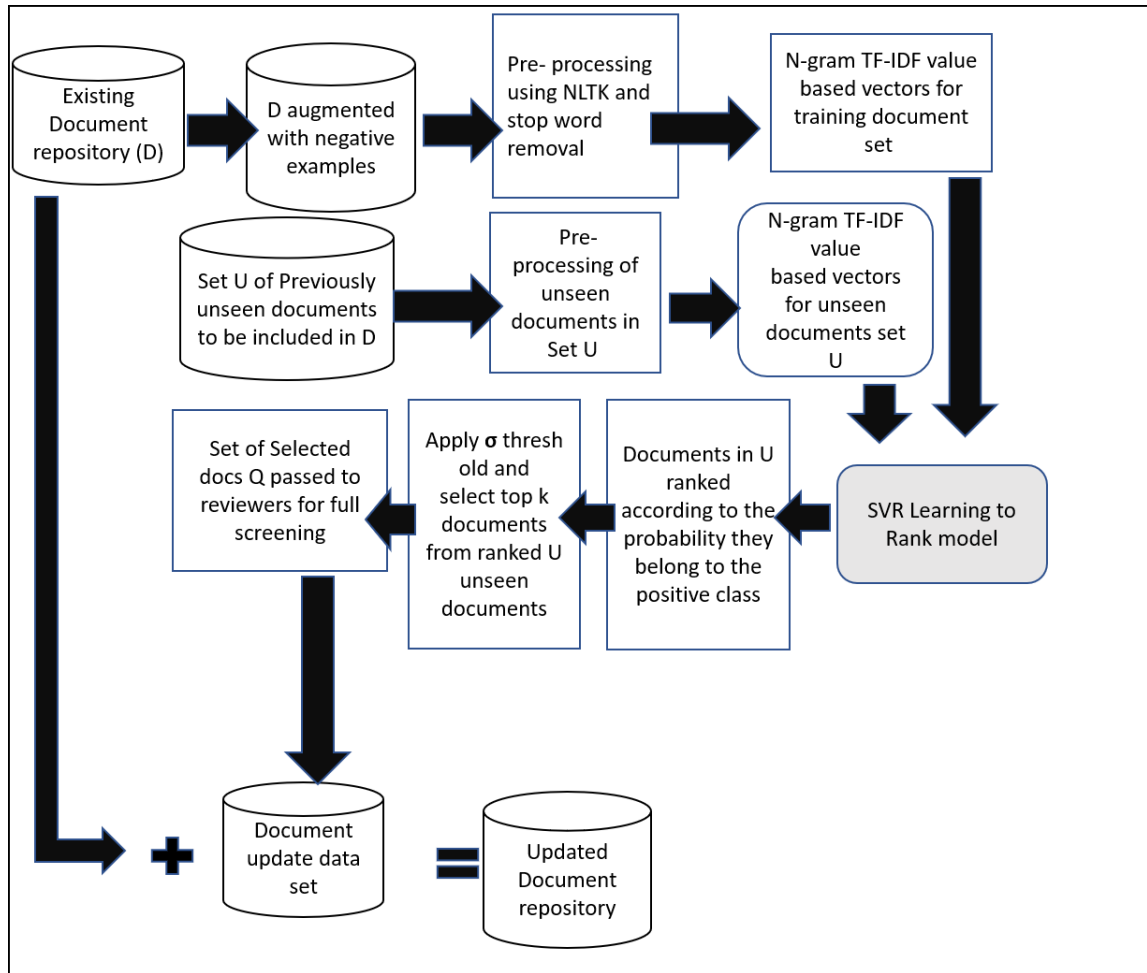 Existing
Document
repository (D)
D augmented
with negative
examples
Pre- processing
using NLTK and
stop word
removal
N-gram TF-IDF value
based vectors for
training document
set
Set U of Previously
unseen documents
to be included in D
Pre-
processing of
unseen
documents in
Set U
N-gram TF-IDF
value
based vectors
for unseen
documents set
U
Set of Selected
docs Q passed to
reviewers for full
screening
Apply σ thresh
old and
select top k
documents
from ranked U
unseen
documents
Documents in U
ranked
according to the
probability they
belong to the
positive class
SVR Learning to
Rank model
Document
update data
set
Updated
Document
repository